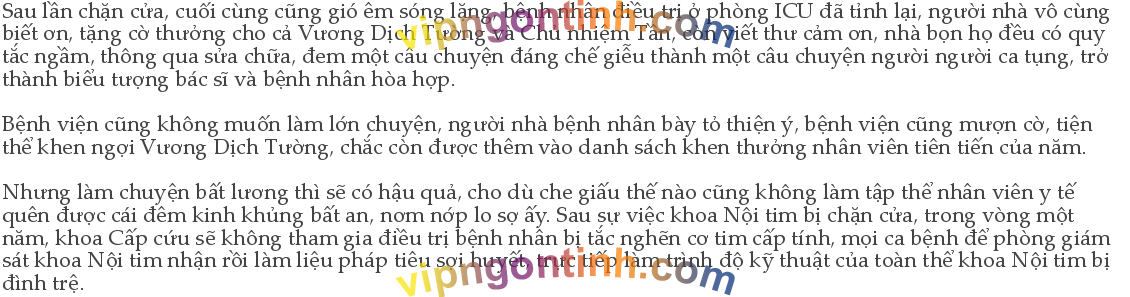 Sau lần chặn cửa, cuối cùng cũng gió êm sóng lặng, bệnh nhân điều trị ở phòng ICU đã tỉnh lại, người nhà vô cùng
biết ơn, tặng cờ thưởng cho cả Vương Dịch Tường và Chủ nhiệm Tần, còn viết thư cảm ơn, nhà bọn họ đều có quy
tắc ngầm, thông qua sửa chữa, đem một câu chuyện đáng chế giễu thành một câu chuyện người người ca tụng, trở
thành biểu tượng bác sĩ và bệnh nhân hòa hợp.
Bệnh viện cũng không muốn làm lớn chuyện, người nhà bệnh nhân bày tỏ thiện ý, bệnh viện cũng mượn cờ, tiện
thể khen ngợi Vương Dịch Tường, chắc còn được thêm vào danh sách khen thưởng nhân viên tiên tiến của năm.
Nhưng làm chuyện bất lương thì sẽ có hậu quả, cho dù che giấu thế nào cũng không làm tập thể nhân viên y tế
quên được cái đêm kinh khủng bất an, nơm nớp lo sợ ấy. Sau sự việc khoa Nội tim bị chặn cửa, trong vòng một
năm, khoa Cấp cứu sẽ không tham gia điều trị bệnh nhân bị tắc nghẽn cơ tim cấp tính, mọi ca bệnh để phòng giám
sát khoa Nội tim nhận rồi làm liệu pháp tiêu sợi huyết, trực tiếp làm trình độ kỹ thuật của toàn thể khoa Nội tim bị
đình trệ.
vipngontinh.com
vipngontinh.com